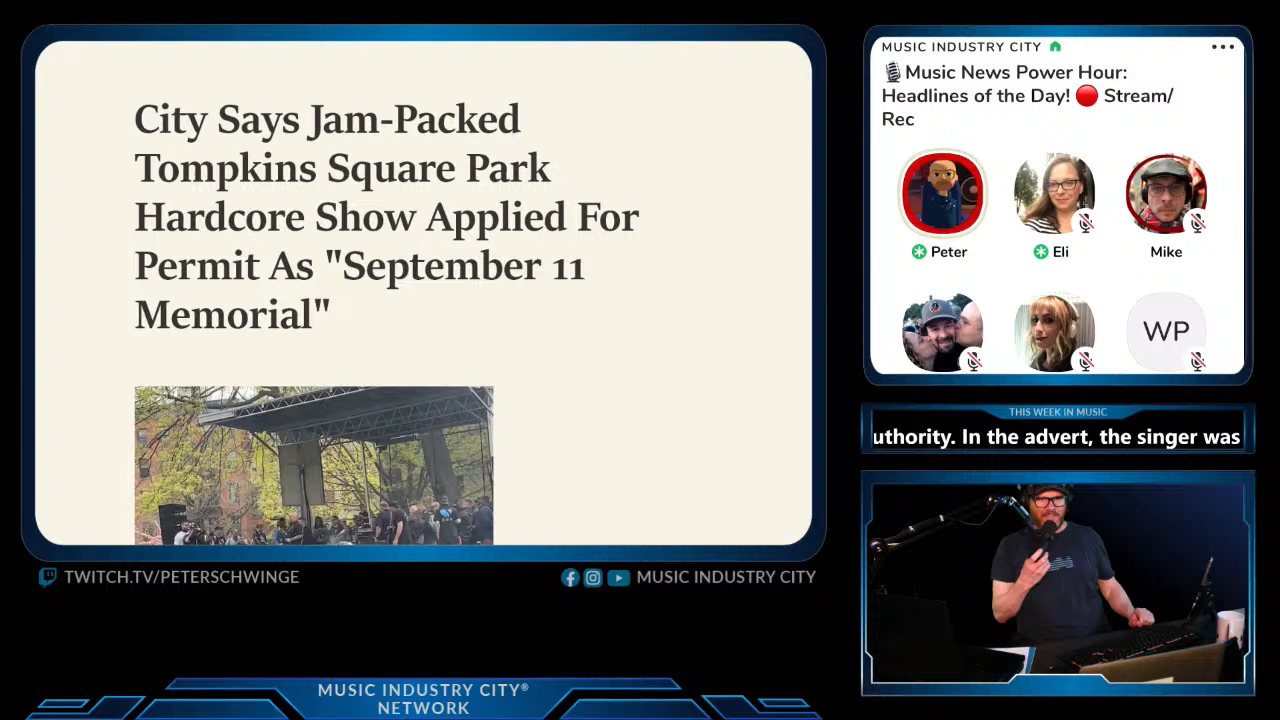 City Says Jam-Packed
Tompkins Square Park
Hardcore Show Applied For
Permit As "September 11
Memorial"
TWITCH.TV/PETERSCHWINGE
MUSIC INDUSTRY CITY
MUSIC INDUSTRY CITY®
NETWORK
MUSIC INDUSTRY CITY
🎙️Music News Power Hour:
Headlines of the Day! 🔴 Stream/
Rec
Peter
Eli
Mike
WP
THIS WEEK IN MUSIC
uthority. In the advert, the singer was